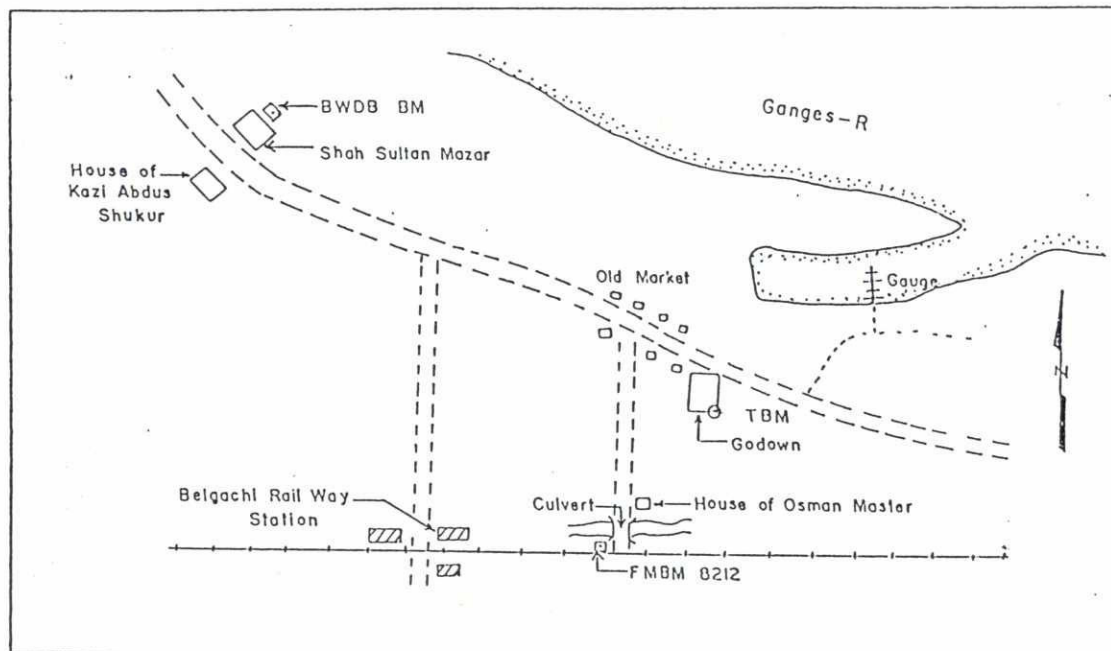 Ganges-R
BWDB BM
Shah Sultan Mazar
House of
Kazi Abdus
Shukur
Old Market
Gauge
N
TBM
Godown
Belgachi Rail Way
Station
Culvert
House of Osman Master
FMBM 8212